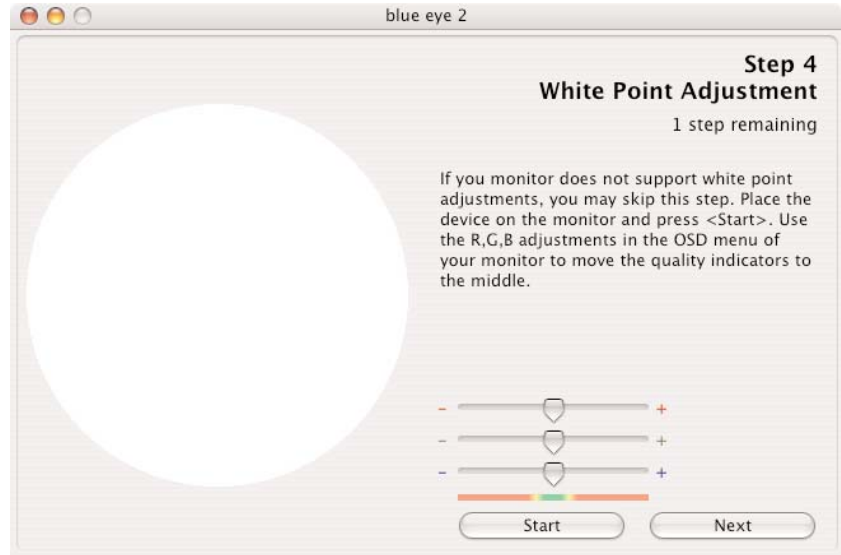 blue eye 2
Step 4
White Point Adjustment
1 step remaining
If you monitor does not support white point
adjustments, you may skip this step. Place the
device on the monitor and press <Start>. Use
the R,G,B adjustments in the OSD menu of
your monitor to move the quality indicators to
the middle.
- +
- +
- +
Start Next